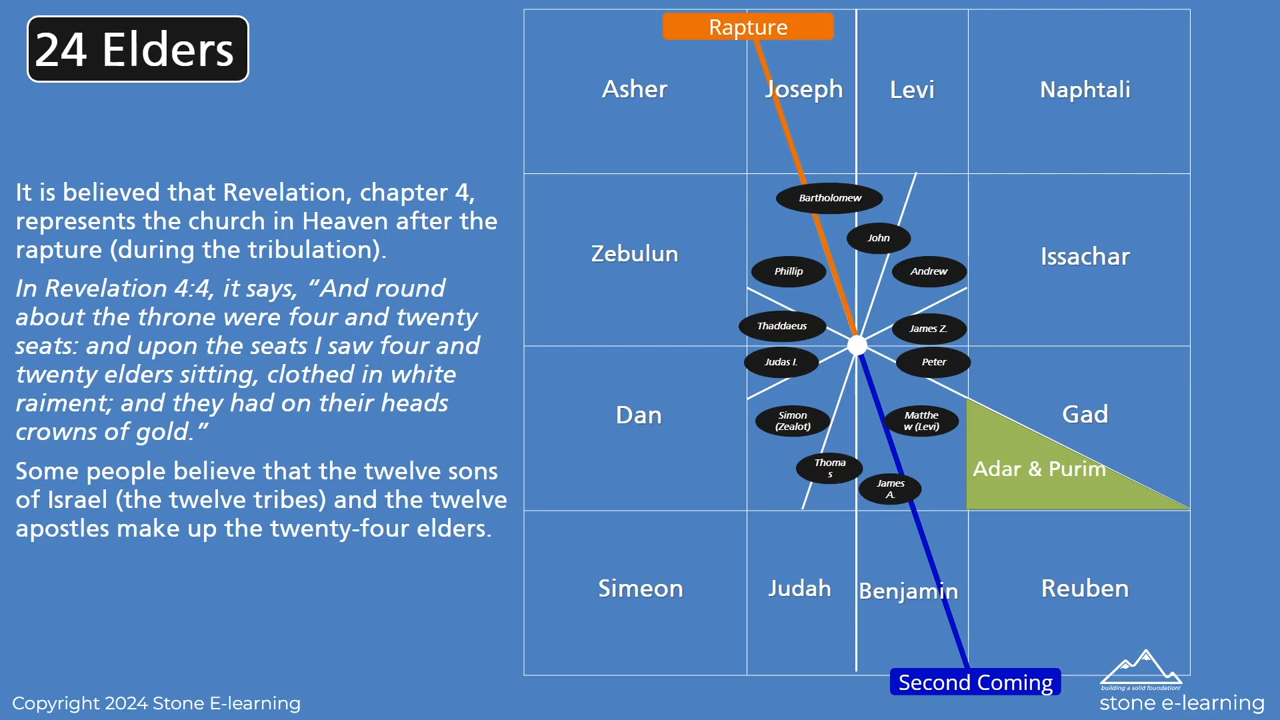 24 Elders
It is believed that Revelation, chapter 4,
represents the church in Heaven after the
rapture (during the tribulation).
In Revelation 4:4, it says, “And round
about the throne were four and twenty
seats: and upon the seats I saw four and
twenty elders sitting, clothed in white
raiment; and they had on their heads
crowns of gold.”
Some people believe that the twelve sons
of Israel (the twelve tribes) and the twelve
apostles make up the twenty-four elders.
Rapture
Asher
Joseph
Levi
Naphtali
Bartholomew
John
Zebulun
Issachar
Phillip
Andrew
Thaddaeus
James Z.
Judas I.
Peter
Dan
Simon
(Zealot)
Matthe
w (Levi)
Gad
Adar & Purim
Thoma
s
James
A.
Simeon
Judah
Benjamin
Reuben
Second Coming
building a solid foundation!
stone e-learning
Copyright 2024 Stone E-learning